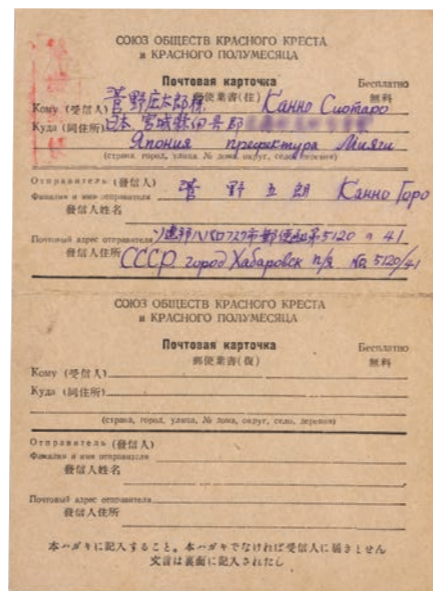 СОЮЗ ОБЩЕСТВ КРАСНОГО КРЕСТА
и КРАСНОГО ПОЛУМЕСЯЦА
Почтовая карточка Бесплатно
郵便葉書(往) 無料
Кому (受信人) 菅野庄太郎様 Канно Сиотаро
Куда (同住所) 日本 宮城県
Япония префектура Мияги
(страна, город, улица, № дома, округ, село, деревня)
Отправитель (發信人) 菅野五朗 Канно Горо
Фамилия и имя отправителя
發信人姓名
Почтовый адрес отправителя ソ連邦ハバロフスク市郵便 第5120 41
發信人住所 СССР город Хабаровск п/я № 5120/41
СОЮЗ ОБЩЕСТВ КРАСНОГО КРЕСТА
и КРАСНОГО ПОЛУМЕСЯЦА
Почтовая карточка Бесплатно
郵便葉書(復) 無料
Кому (受信人)
Куда (同住所)
(страна, город, улица, № дома, округ, село, деревня)
Отправитель (發信人)
Фамилия и имя отправителя
發信人姓名
Почтовый адрес отправителя
發信人住所
本ハガキに記入すること。本ハガキでなければ受信人に届きません
文言は裏面に記入されたし